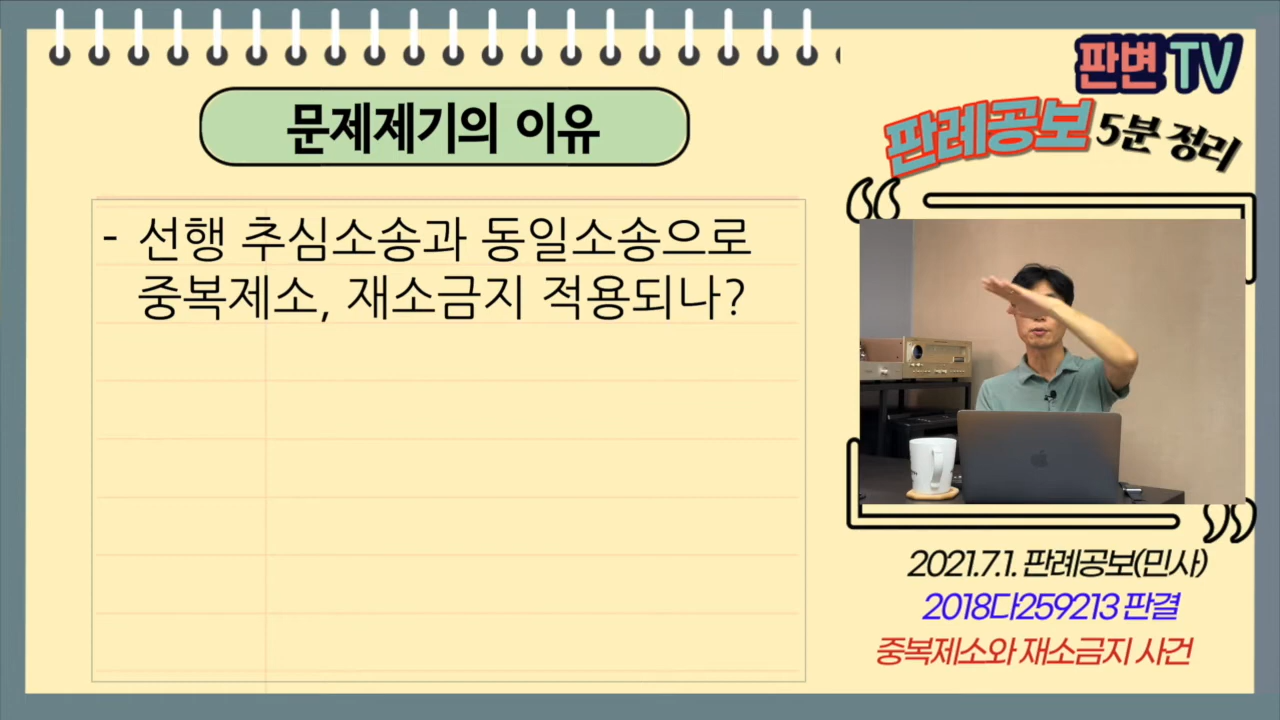 문제제기의 이유
- 선행 추심소송과 동일소송으로
중복제소, 재소금지 적용되나?
판변 TV
판례공보 5분 정리
2021.7.1. 판례공보(민사)
2018다259213 판결
중복제소와 재소금지 사건